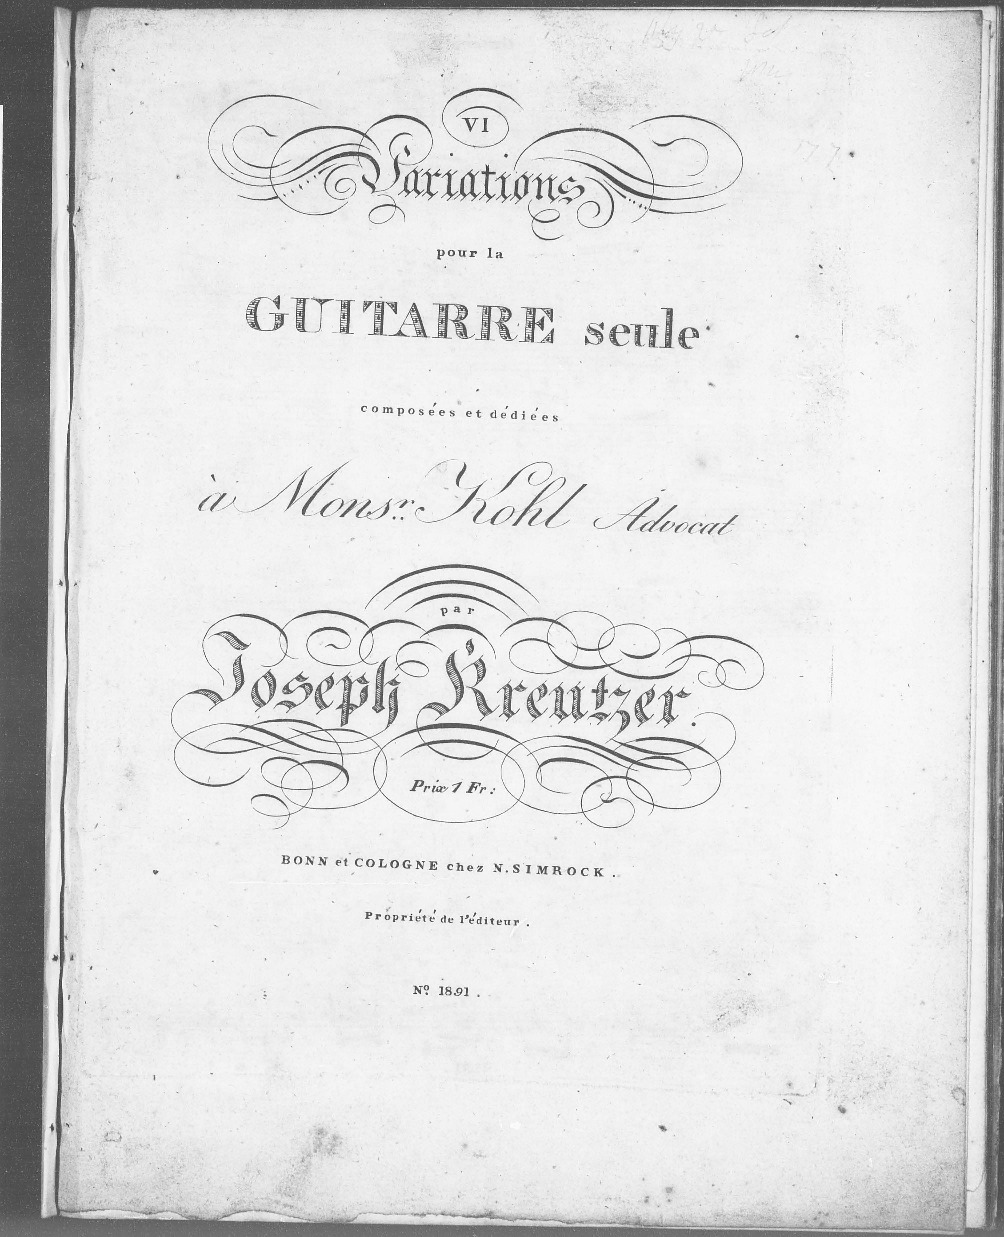 VI
Variations
pour la
GUITARRE seule
composées et dédiées
à Monsr. Kohl Advocat
par
Joseph Kreutzer.
Prix 1 Fr:
BONN et COLOGNE chez N. SIMROCK.
Propriété de l'éditeur.
No. 1891.